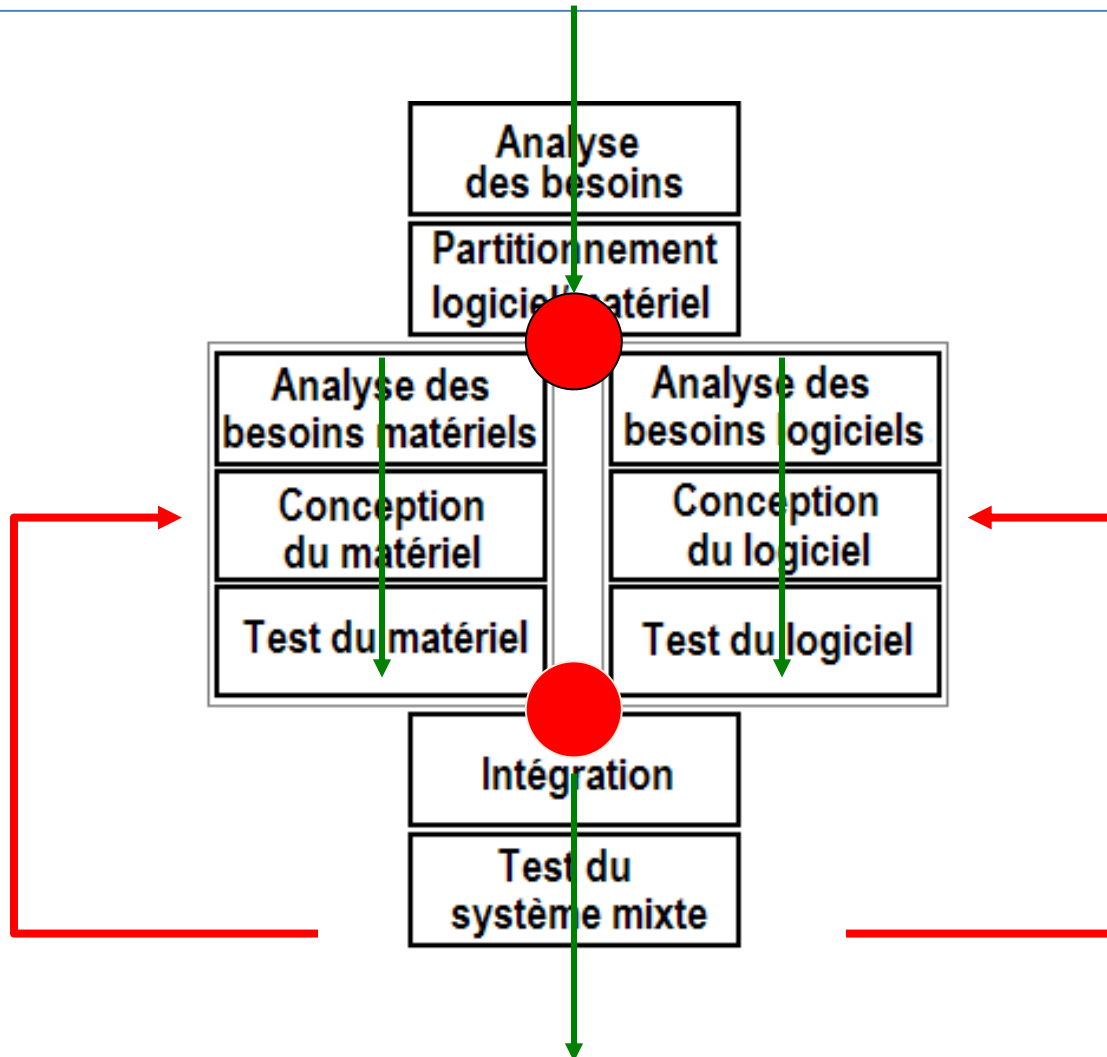 Analyse
des besoins
Partitionnement
logiciel/matériel
Analyse des
besoins matériels
Analyse des
besoins logiciels
Conception
du matériel
Conception
du logiciel
Test du matériel
Test du logiciel
Intégration
Test du
système mixte